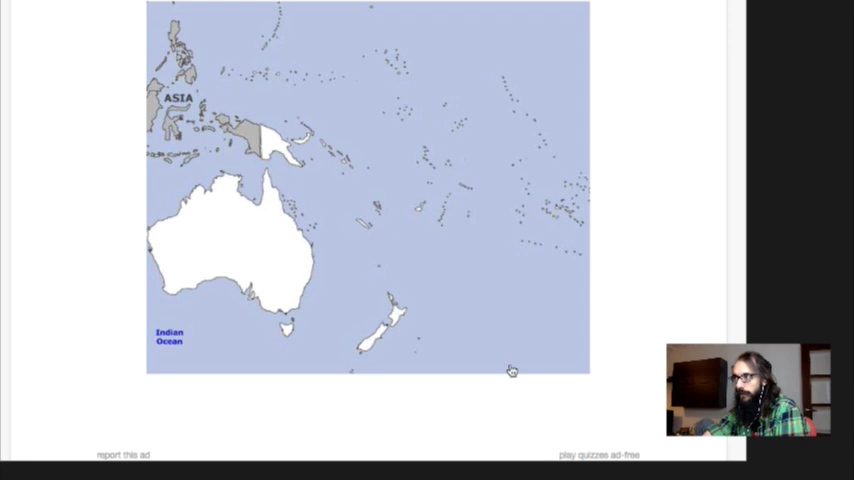 ASIA
Indian
Ocean
report this ad
play quizzes ad-free